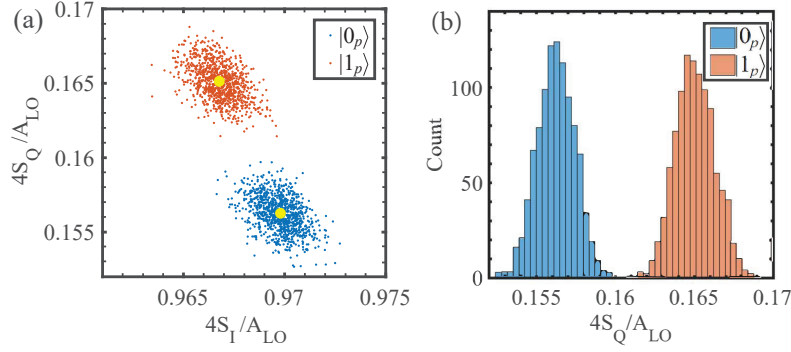 (a)
0.17
0.165
0.16
0.155
4S_Q/A_LO
|0_p⟩
|1_p⟩
0.965 0.97 0.975
4S_I/A_LO
(b)
|0_p⟩
|1_p⟩
100
50
0
Count
0.155 0.16 0.165 0.17
4S_Q/A_LO